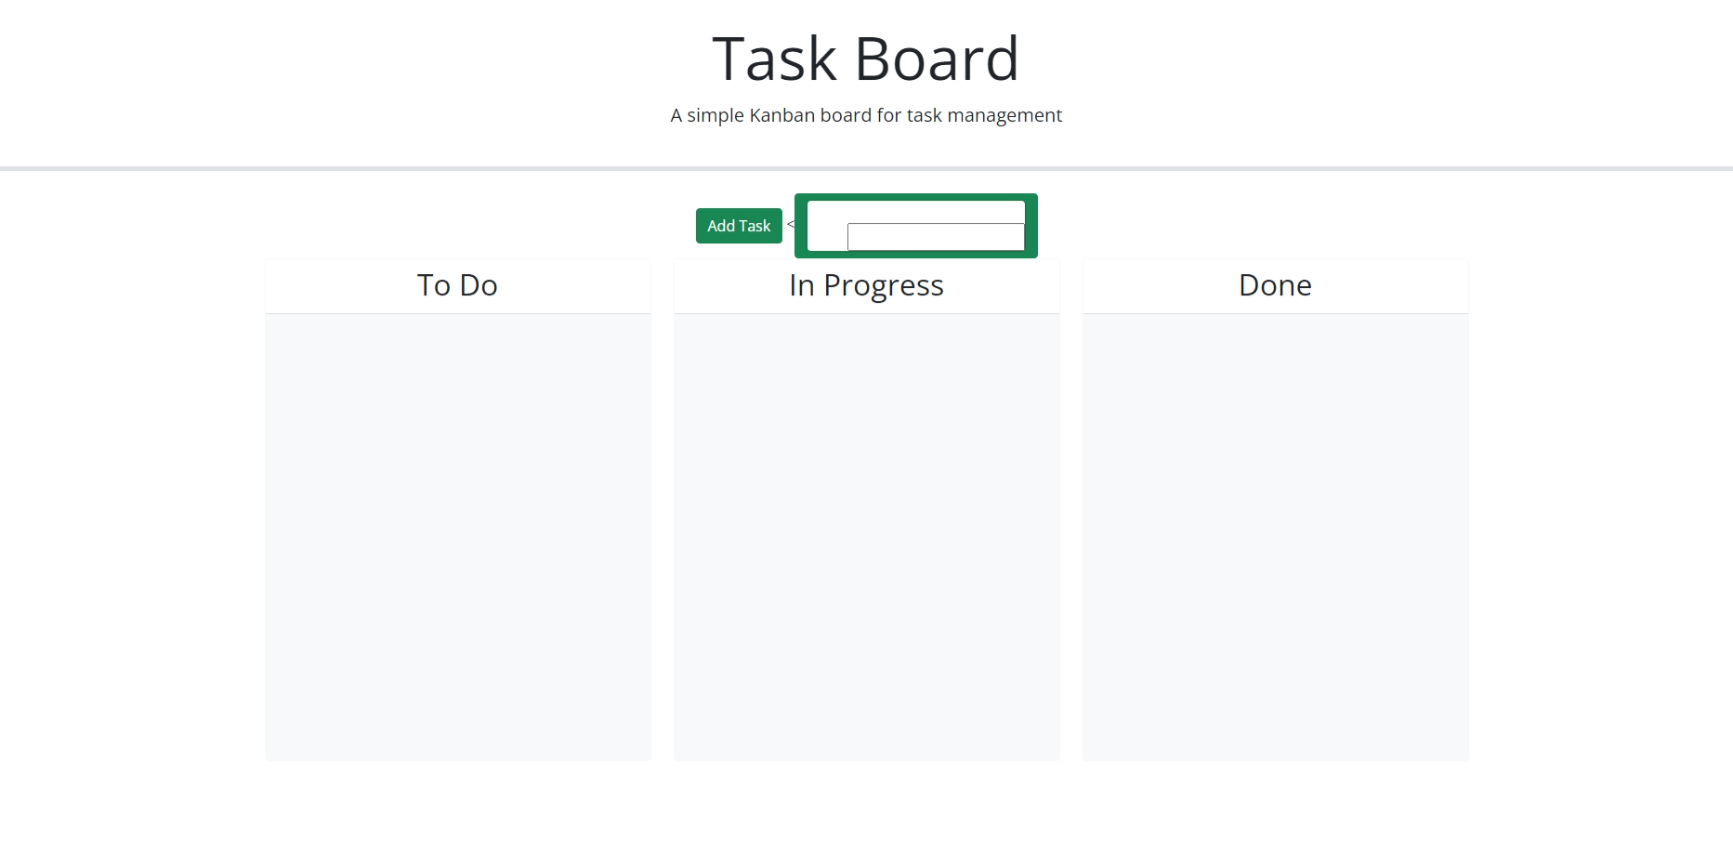 Task Board
A simple Kanban board for task management
Add Task <
To Do
In Progress
Done